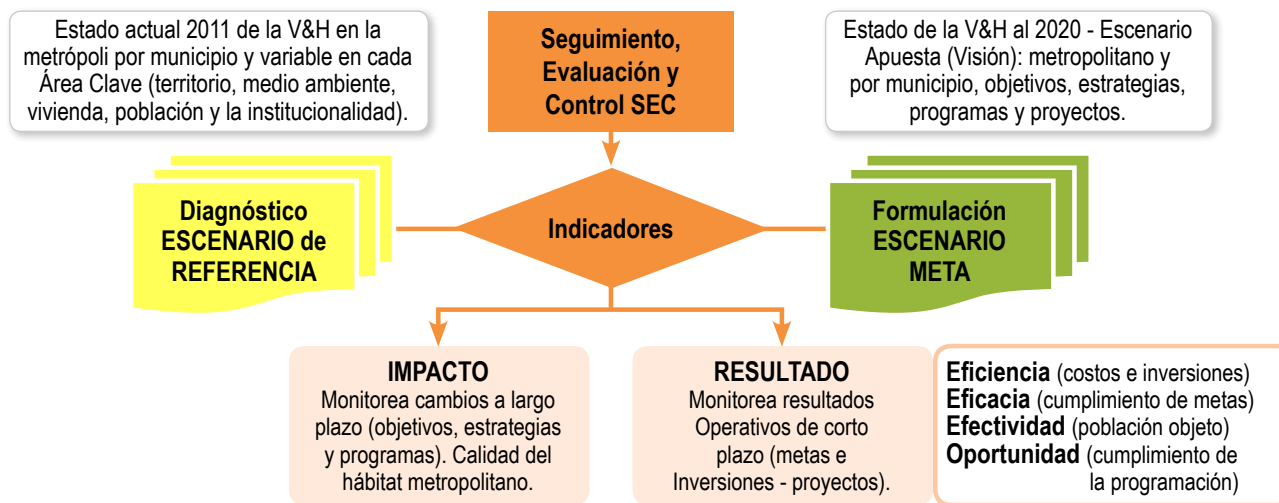 Estado actual 2011 de la V&H en la
metrópoli por municipio y variable en cada
Área Clave (territorio, medio ambiente,
vivienda, población y la institucionalidad).
Seguimiento,
Evaluación y
Control SEC
Estado de la V&H al 2020 - Escenario
Apuesta (Visión): metropolitano y
por municipio, objetivos, estrategias,
programas y proyectos.
Diagnóstico
ESCENARIO de
REFERENCIA
Indicadores
Formulación
ESCENARIO
META
IMPACTO
Monitorea cambios a largo
plazo (objetivos, estrategias
y programas). Calidad del
hábitat metropolitano.
RESULTADO
Monitorea resultados
Operativos de corto
plazo (metas e
Inversiones - proyectos).
Eficiencia (costos e inversiones)
Eficacia (cumplimiento de metas)
Efectividad (población objeto)
Oportunidad (cumplimiento de
la programación)